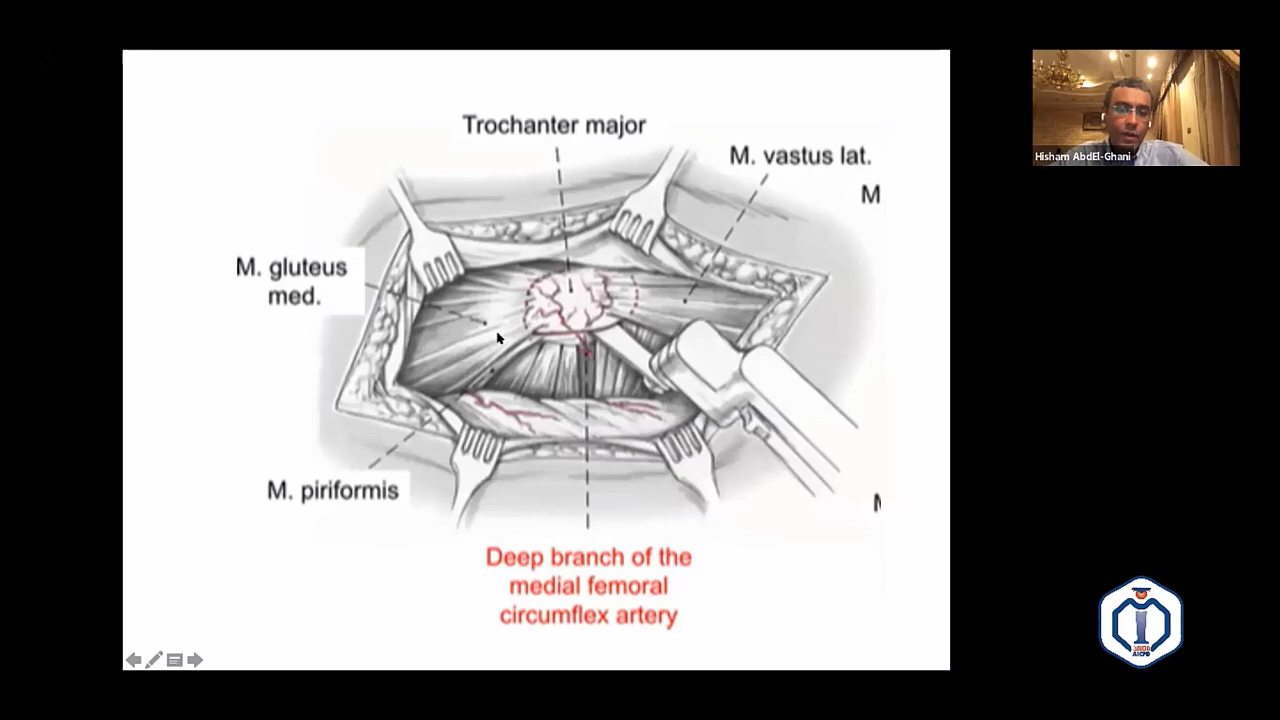 Trochanter major
M. vastus lat.
M
M. gluteus
med.
M. piriformis
Deep branch of the
medial femoral
circumflex artery
Hisham AbdEl-Ghani